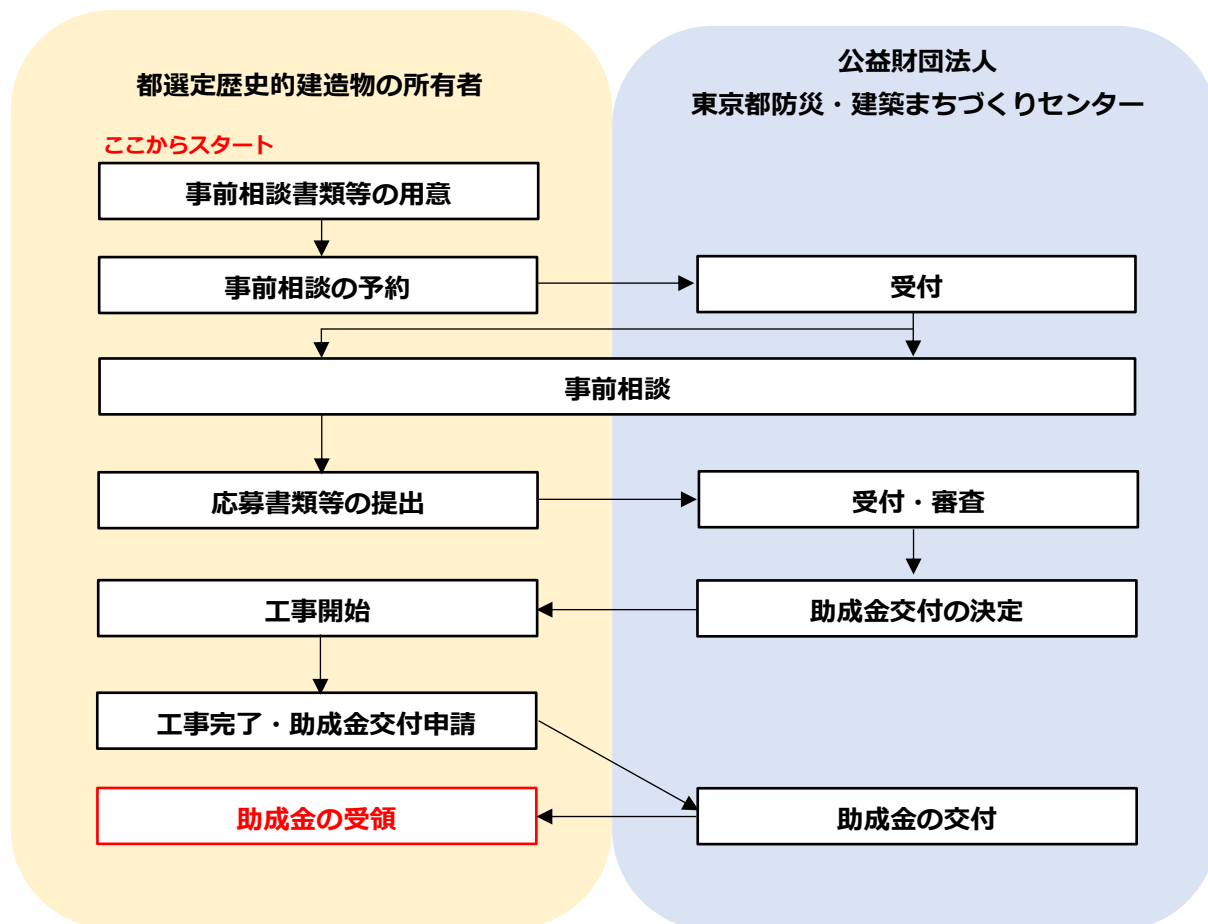 都選定歴史的建造物の所有者
公益財団法人
東京都防災・建築まちづくりセンター
ここからスタート
事前相談書類等の用意
事前相談の予約
受付
事前相談
応募書類等の提出
受付・審査
工事開始
助成金交付の決定
工事完了・助成金交付申請
助成金の受領
助成金の交付